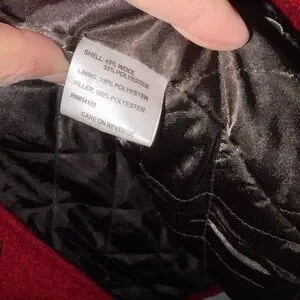 SHELL: 45% WOOL
55% POLYESTER
LINING: 100% POLYESTER
FILLER: 100% POLYESTER
CARE ON REVERSE